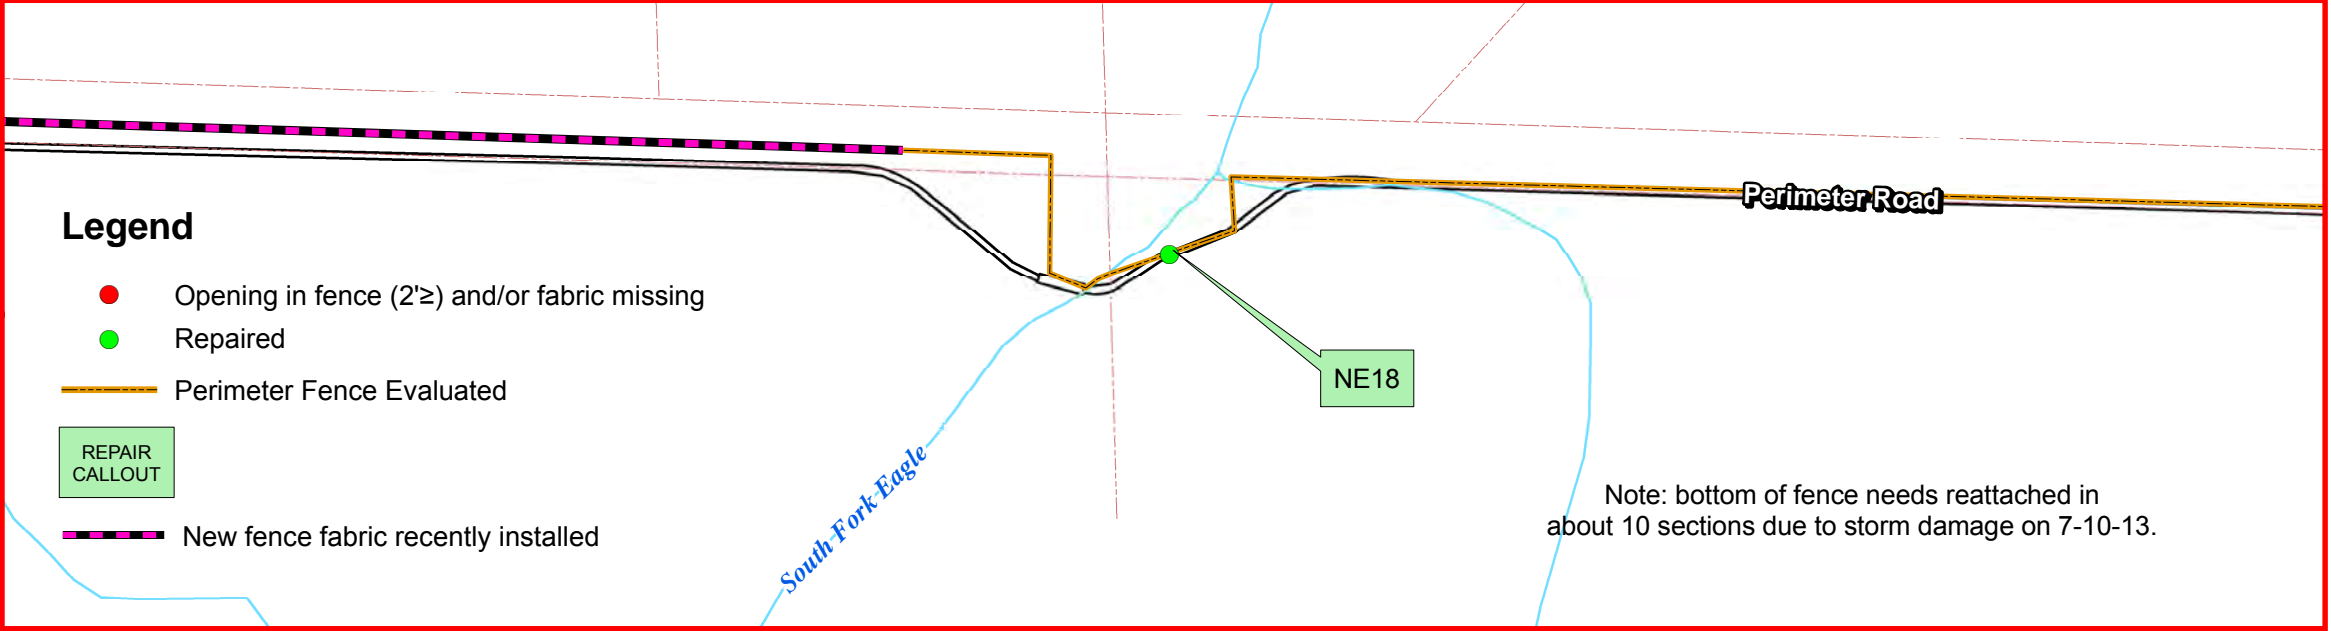 Perimeter Road
Legend
Opening in fence (2'≥) and/or fabric missing
Repaired
Perimeter Fence Evaluated
REPAIR
CALLOUT
New fence fabric recently installed
NE18
South Fork Eagle
Note: bottom of fence needs reattached in
about 10 sections due to storm damage on 7-10-13.